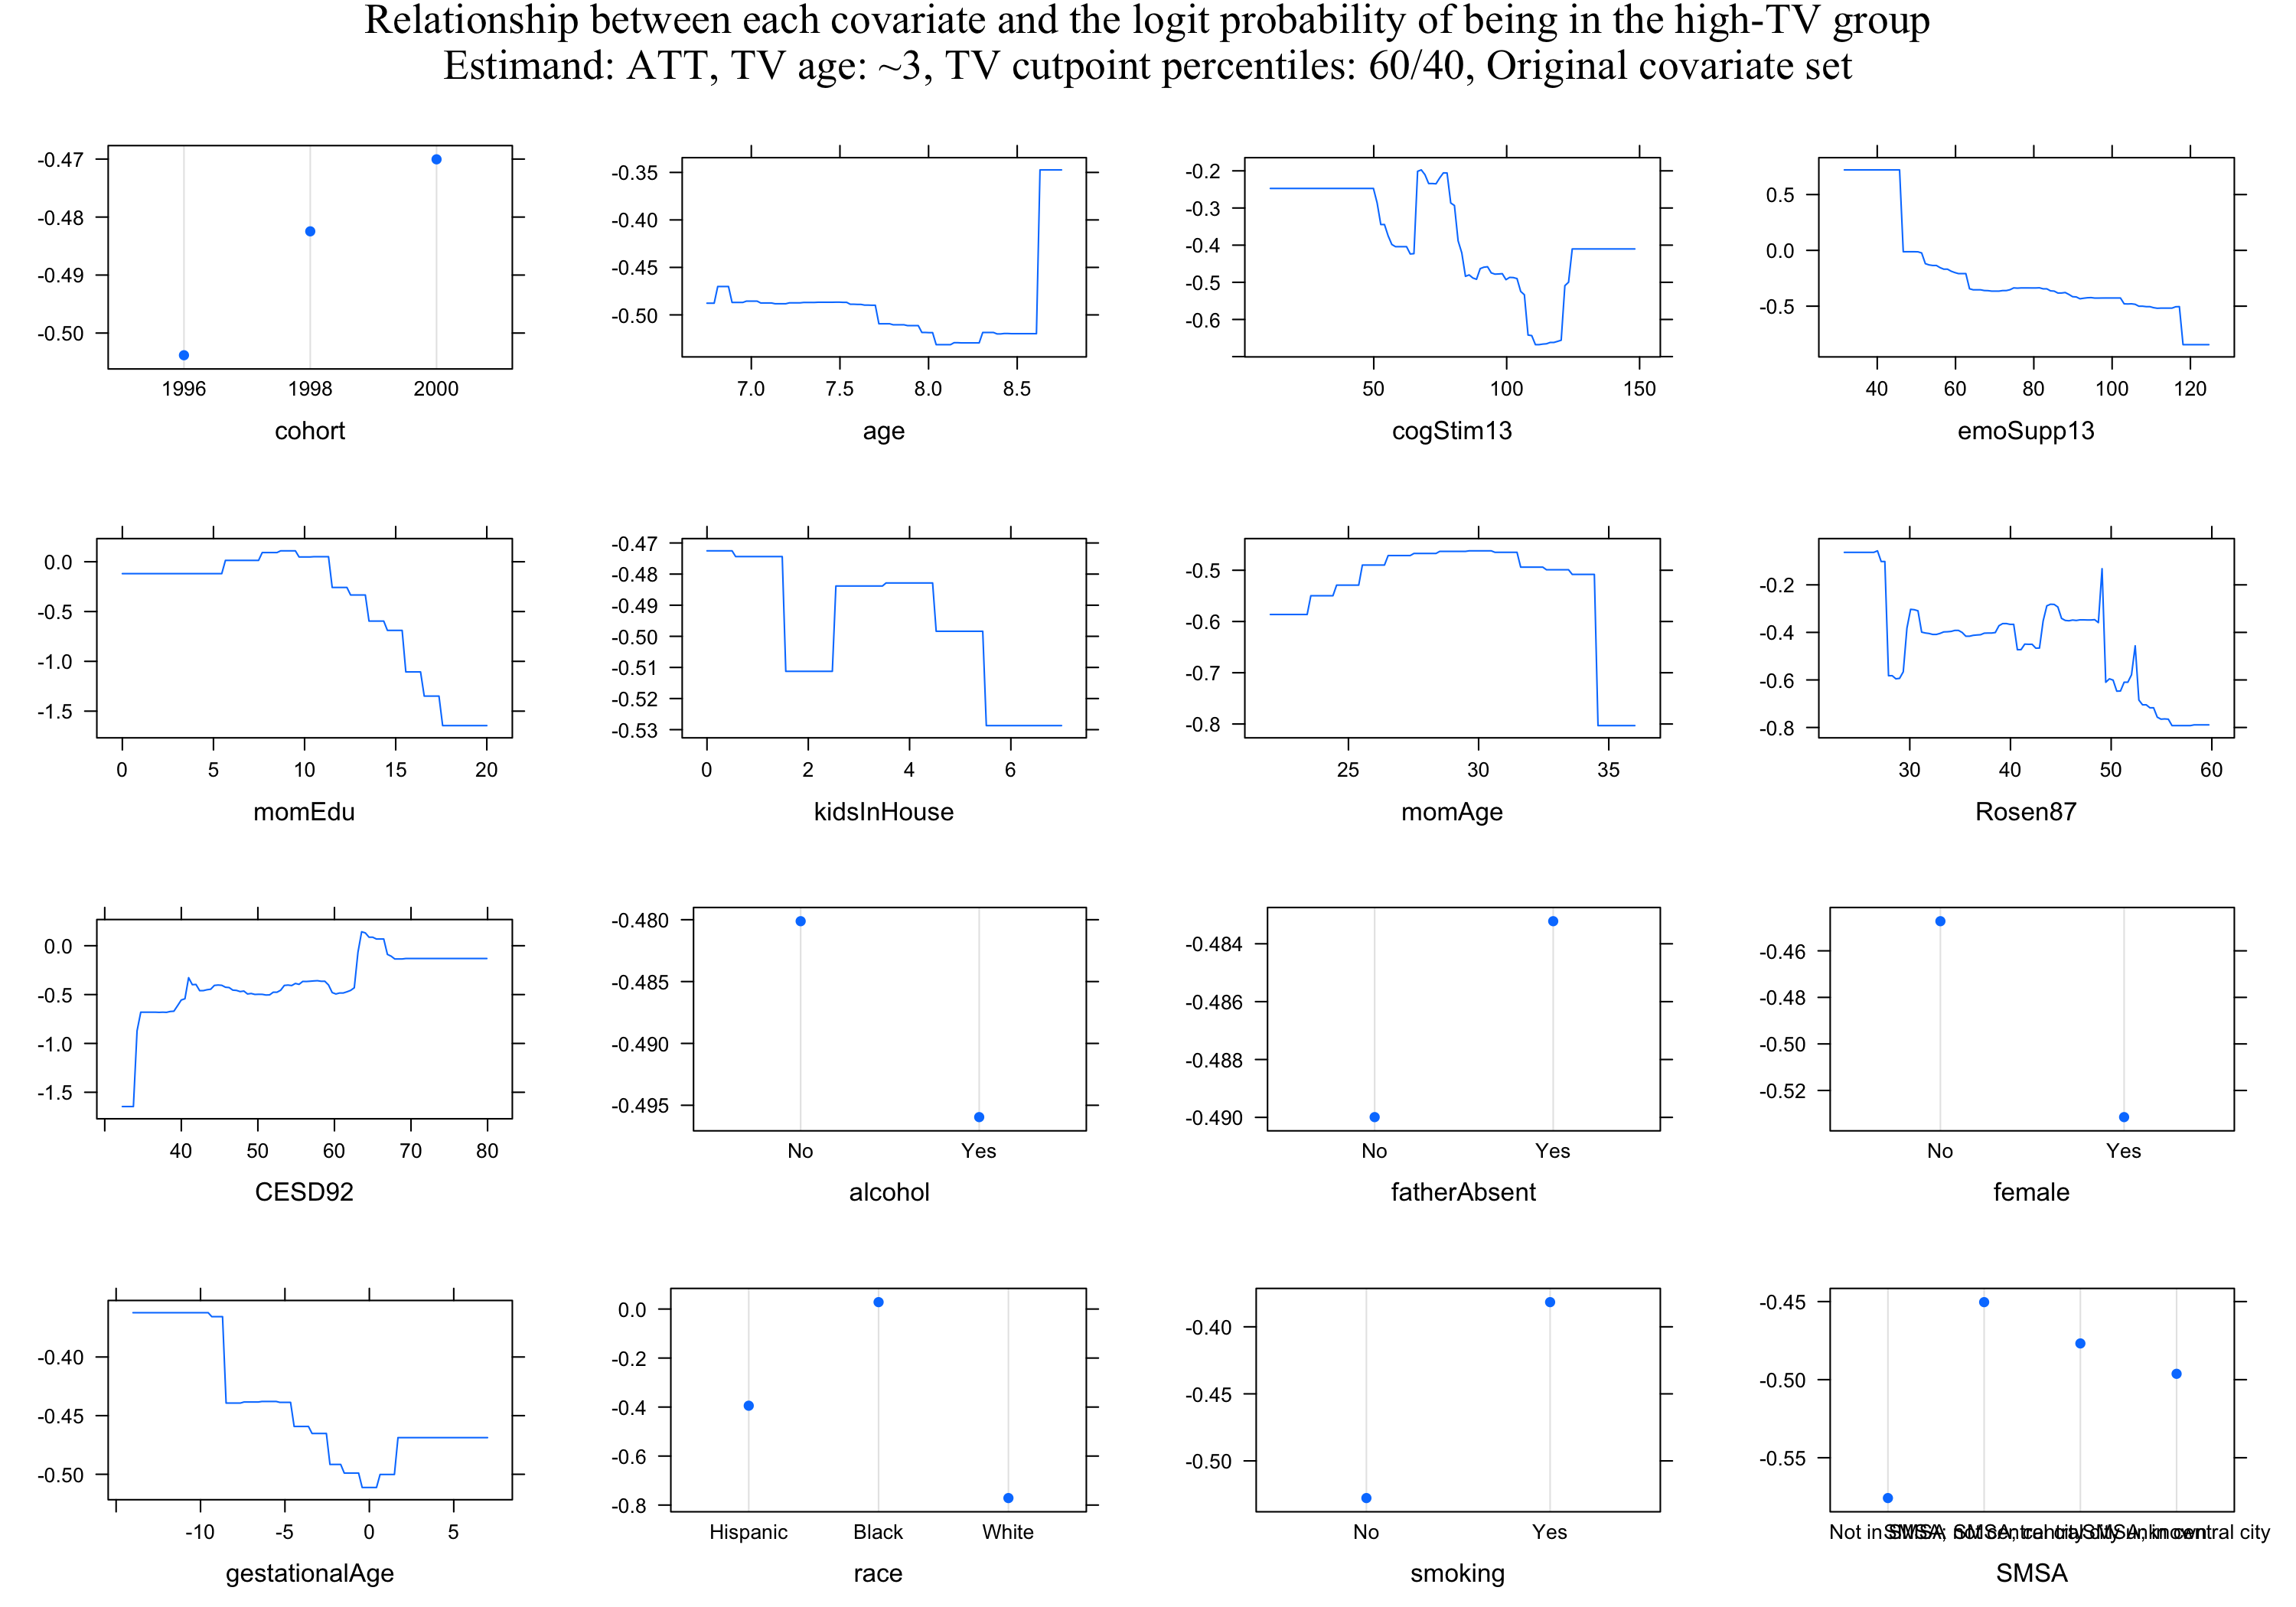 Relationship between each covariate and the logit probability of being in the high-TV group
Estimand: ATT, TV age: ~3, TV cutpoint percentiles: 60/40, Original covariate set
-0.47
-0.48
-0.49
-0.50
1996 1998 2000
cohort
-0.35
-0.40
-0.45
-0.50
7.0 7.5 8.0 8.5
age
-0.2
-0.3
-0.4
-0.5
-0.6
50 100 150
cogStim13
0.5
0.0
-0.5
40 60 80 100 120
emoSupp13
0.0
-0.5
-1.0
-1.5
0 5 10 15 20
momEdu
-0.47
-0.48
-0.49
-0.50
-0.51
-0.52
-0.53
0 2 4 6
kidsInHouse
-0.5
-0.6
-0.7
-0.8
25 30 35
momAge
-0.2
-0.4
-0.6
-0.8
30 40 50 60
Rosen87
0.0
-0.5
-1.0
-1.5
40 50 60 70 80
CESD92
-0.480
-0.485
-0.490
-0.495
No Yes
alcohol
-0.484
-0.486
-0.488
-0.490
No Yes
fatherAbsent
-0.46
-0.48
-0.50
-0.52
No Yes
female
-0.40
-0.45
-0.50
-10 -5 0 5
gestationalAge
0.0
-0.2
-0.4
-0.6
-0.8
Hispanic Black White
race
-0.40
-0.45
-0.50
No Yes
smoking
-0.45
-0.50
-0.55
Not in SMSA central city
SMSA